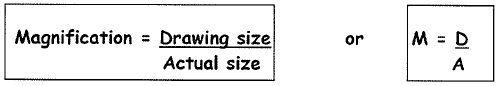 Magnification = Drawing size or M = D
Actual size A